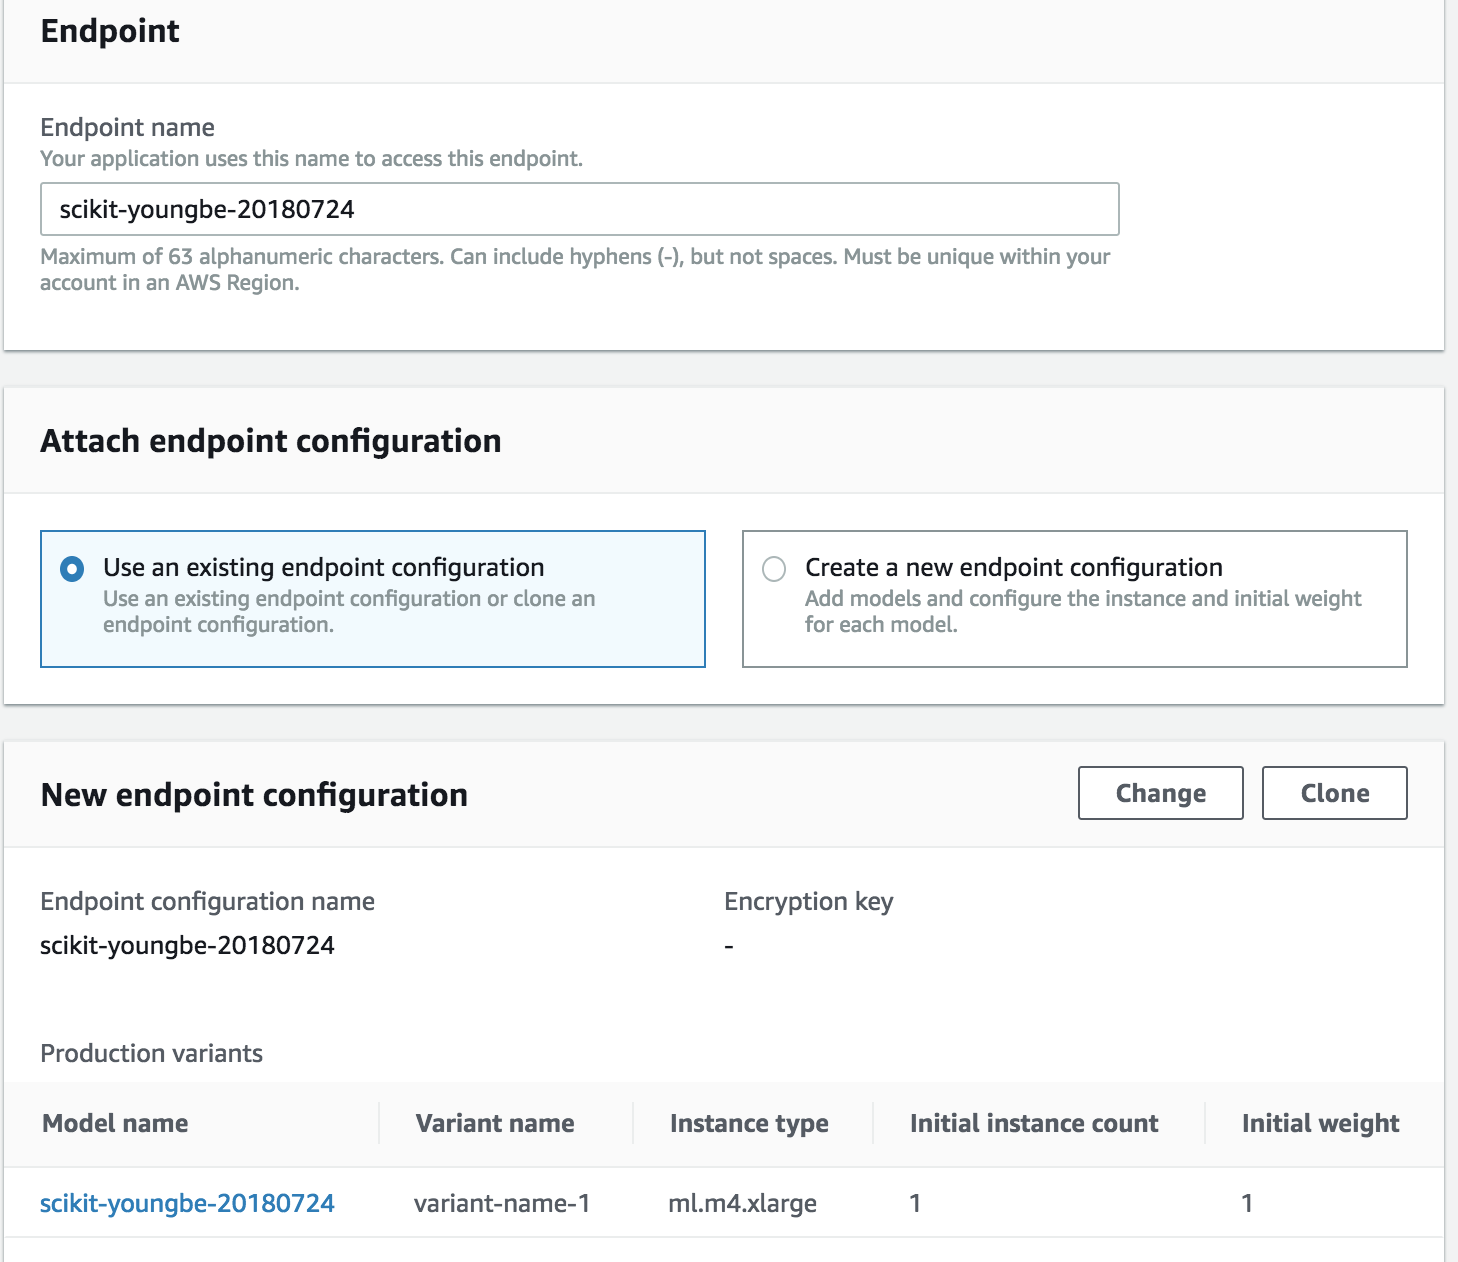 Endpoint
Endpoint name
Your application uses this name to access this endpoint.
scikit-youngbe-20180724
Maximum of 63 alphanumeric characters. Can include hyphens (-), but not spaces. Must be unique within your
account in an AWS Region.
Attach endpoint configuration
Use an existing endpoint configuration
Use an existing endpoint configuration or clone an
endpoint configuration.
Create a new endpoint configuration
Add models and configure the instance and initial weight
for each model.
New endpoint configuration
Change
Clone
Endpoint configuration name
scikit-youngbe-20180724
Encryption key
-
Production variants
Model name Variant name Instance type Initial instance count Initial weight
scikit-youngbe-20180724 variant-name-1 ml.m4.xlarge 1 1